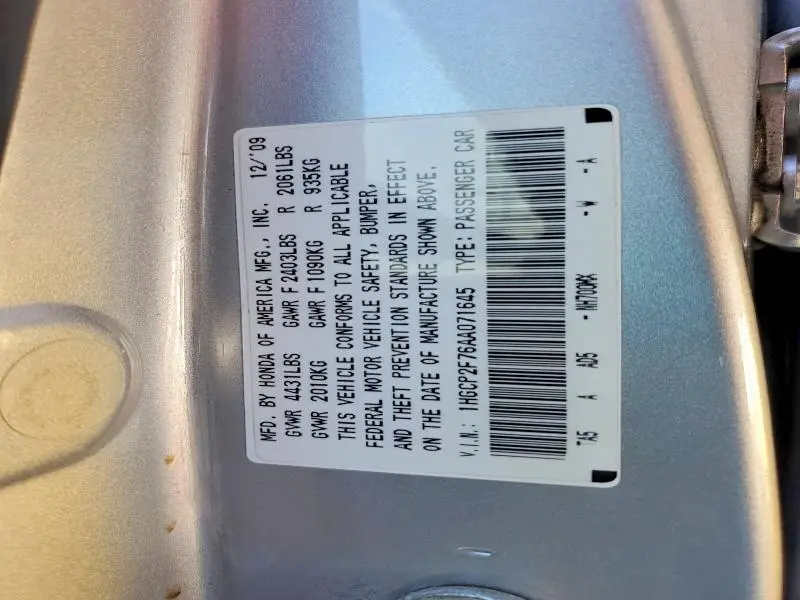 MFD. BY HONDA OF AMERICA MFG., INC. 12/'09
GVWR 4431LBS GAWR F 2403LBS R 2061LBS
GVWR 2010KG GAWR F 1090KG R 935KG
THIS VEHICLE CONFORMS TO ALL APPLICABLE
FEDERAL MOTOR VEHICLE SAFETY, BUMPER,
AND THEFT PREVENTION STANDARDS IN EFFECT
ON THE DATE OF MANUFACTURE SHOWN ABOVE.
V.I.N.: 1HGCP2F76AA071645 TYPE: PASSENGER CAR
TA5 A AD5 - NH700MX -W -A